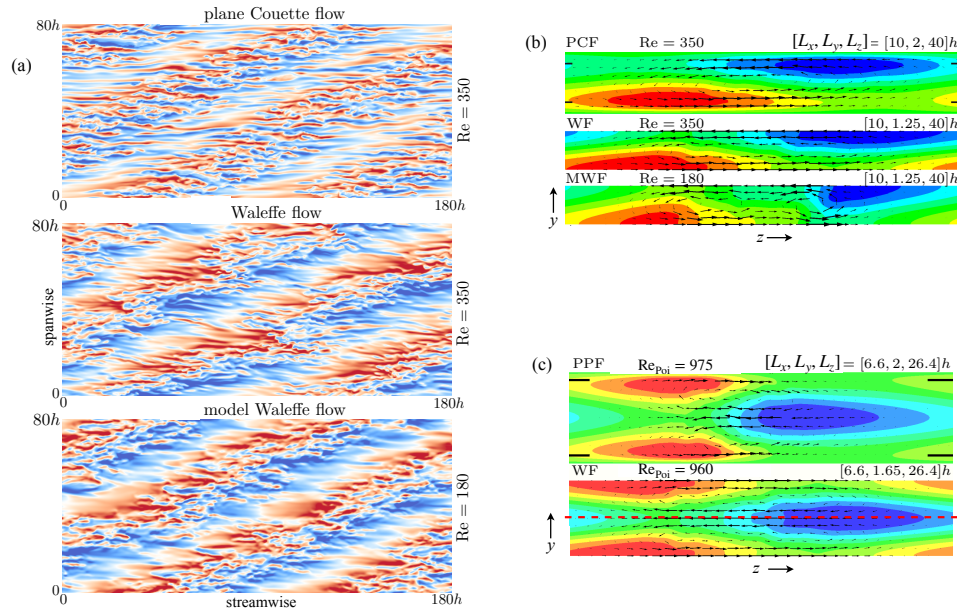 (a)
plane Couette flow
80h
0
0
180h
Re = 350
Waleffe flow
80h
spanwise
0
0
180h
Re = 350
model Waleffe flow
80h
0
0
180h
streamwise
Re = 180
(b)
PCF Re = 350 [Lx, Ly, Lz] = [10, 2, 40]h
WF Re = 350 [10, 1.25, 40]h
MWF Re = 180 [10, 1.25, 40]h
y
z
(c)
PPF RePoi = 975 [Lx, Ly, Lz] = [6.6, 2, 26.4]h
WF RePoi = 960 [6.6, 1.65, 26.4]h
y
z